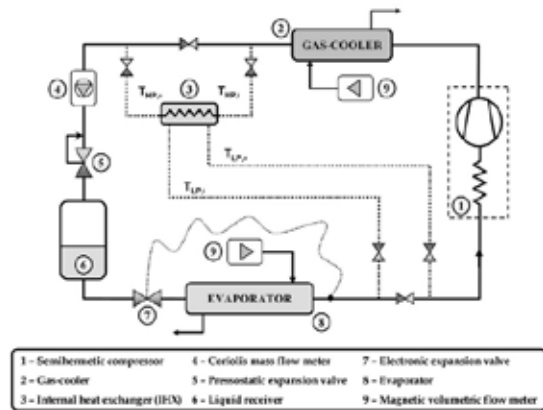 2
GAS-COOLER
4
3
9
T_HP,o
T_HP,i
5
T_LP,o
1
T_LP,i
6
9
EVAPORATOR
7
8
1 - Semihermetic compressor
4 - Coriolis mass flow meter
7 - Electronic expansion valve
2 - Gas-cooler
5 - Pressostatic expansion valve
8 - Evaporator
3 - Internal heat exchanger (IHX)
6 - Liquid receiver
9 - Magnetic volumetric flow meter